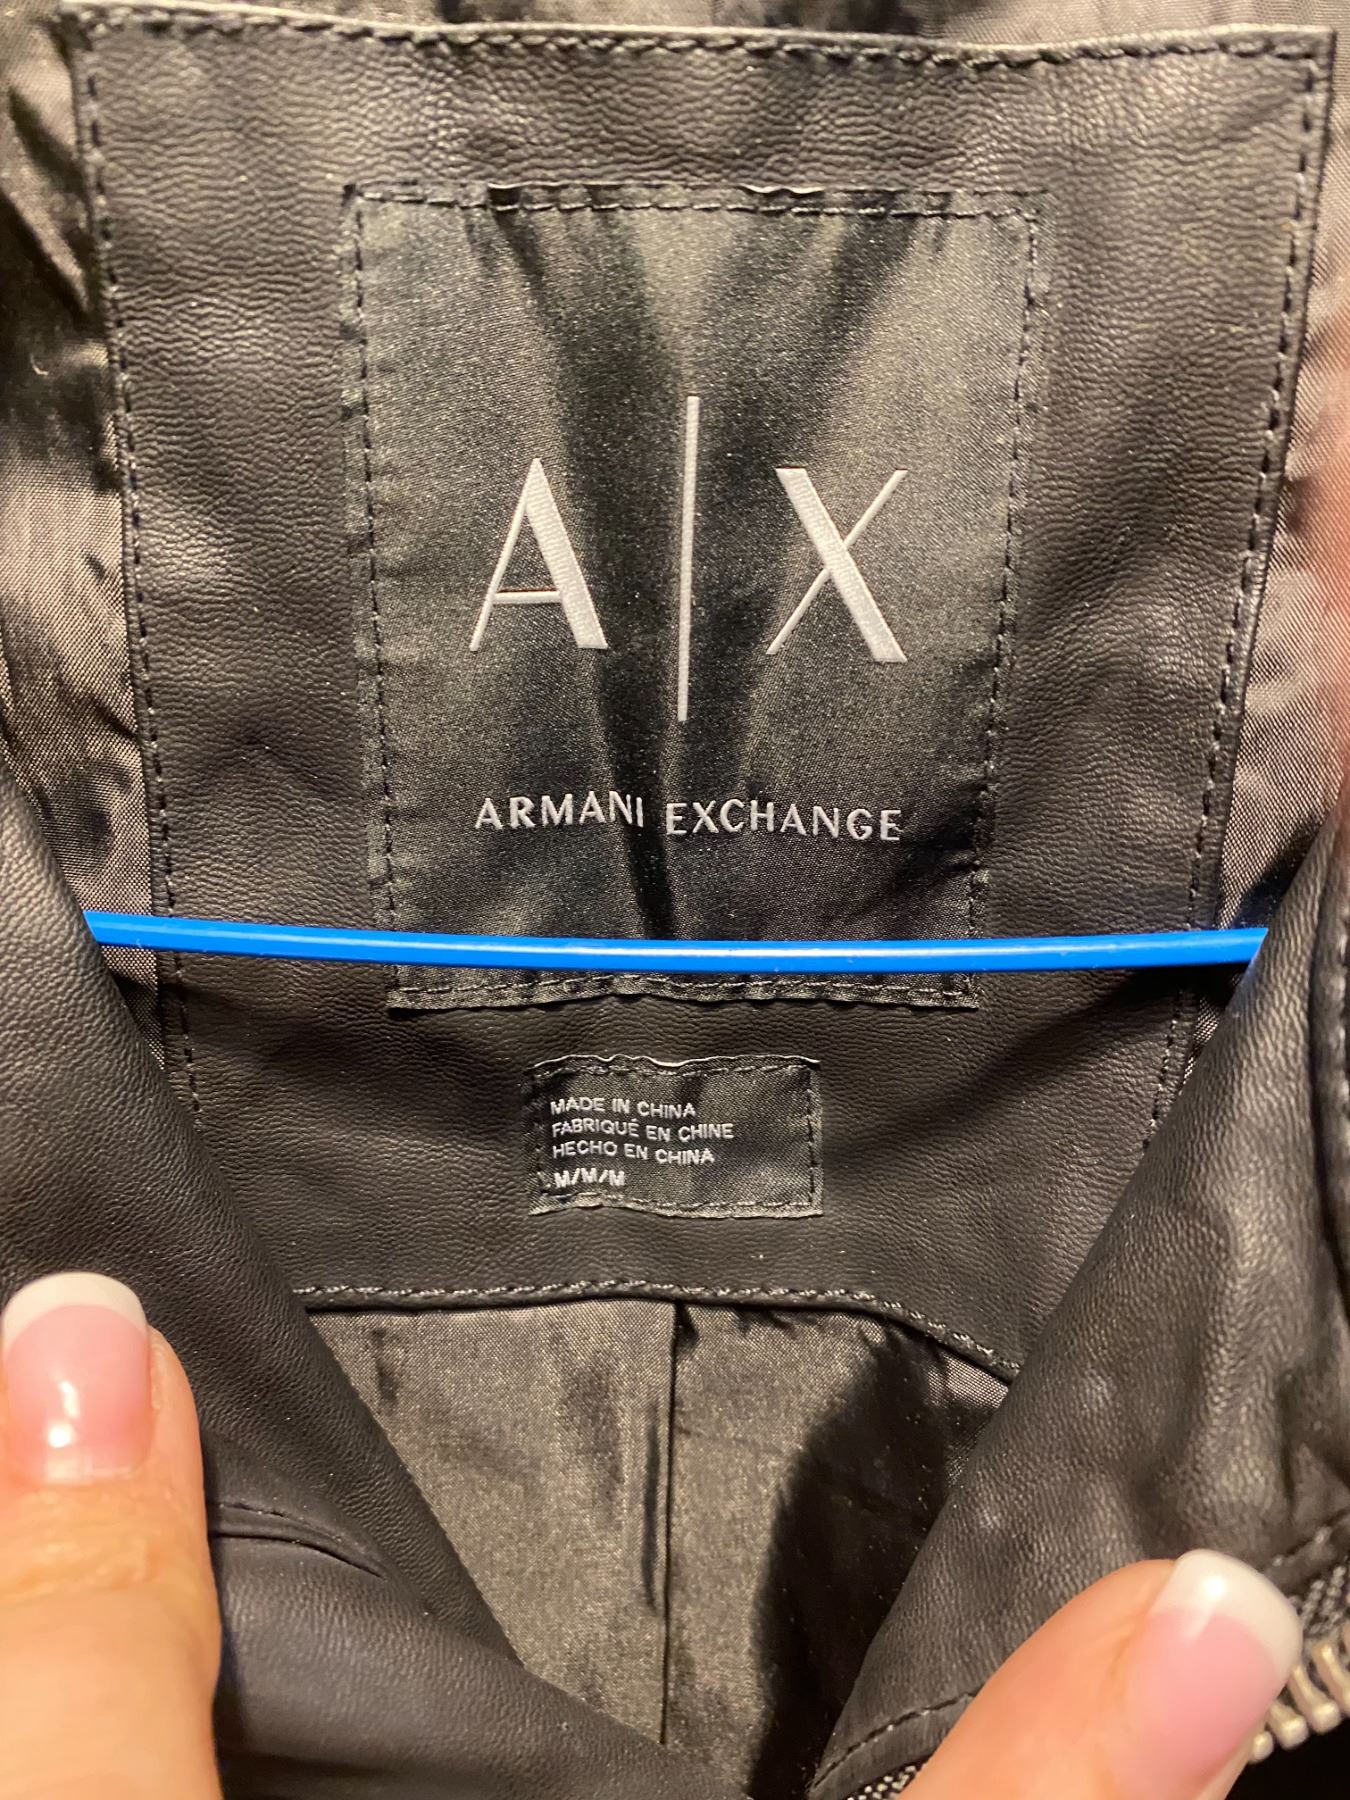 A|X
ARMANI EXCHANGE
MADE IN CHINA
FABRIQUÉ EN CHINE
HECHO EN CHINA
M/M/M